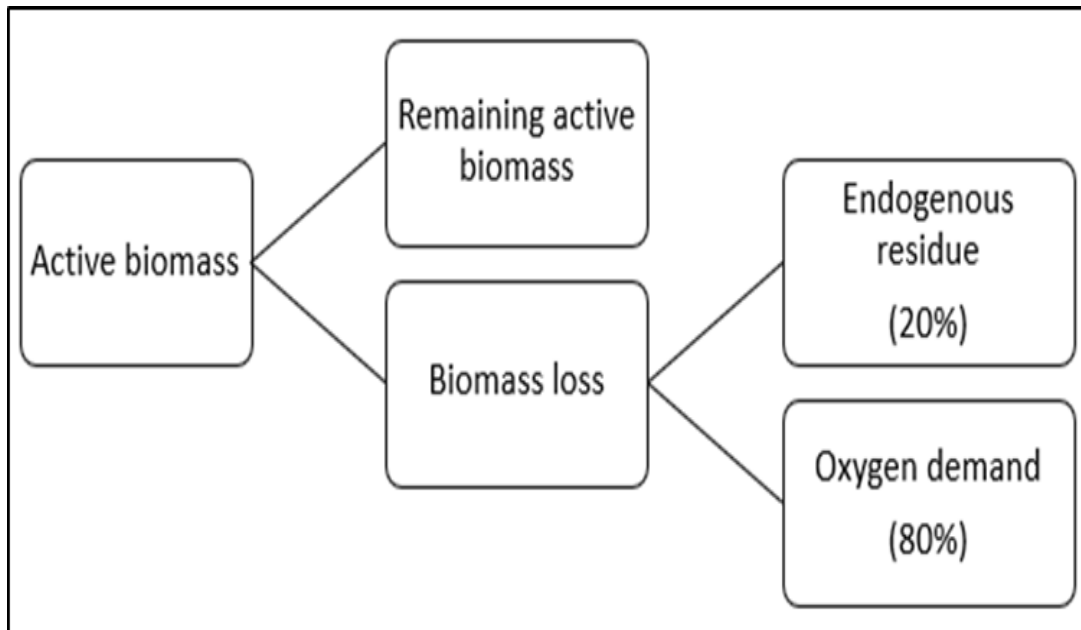 Active biomass
Remaining active
biomass
Biomass loss
Endogenous
residue
(20%)
Oxygen demand
(80%)